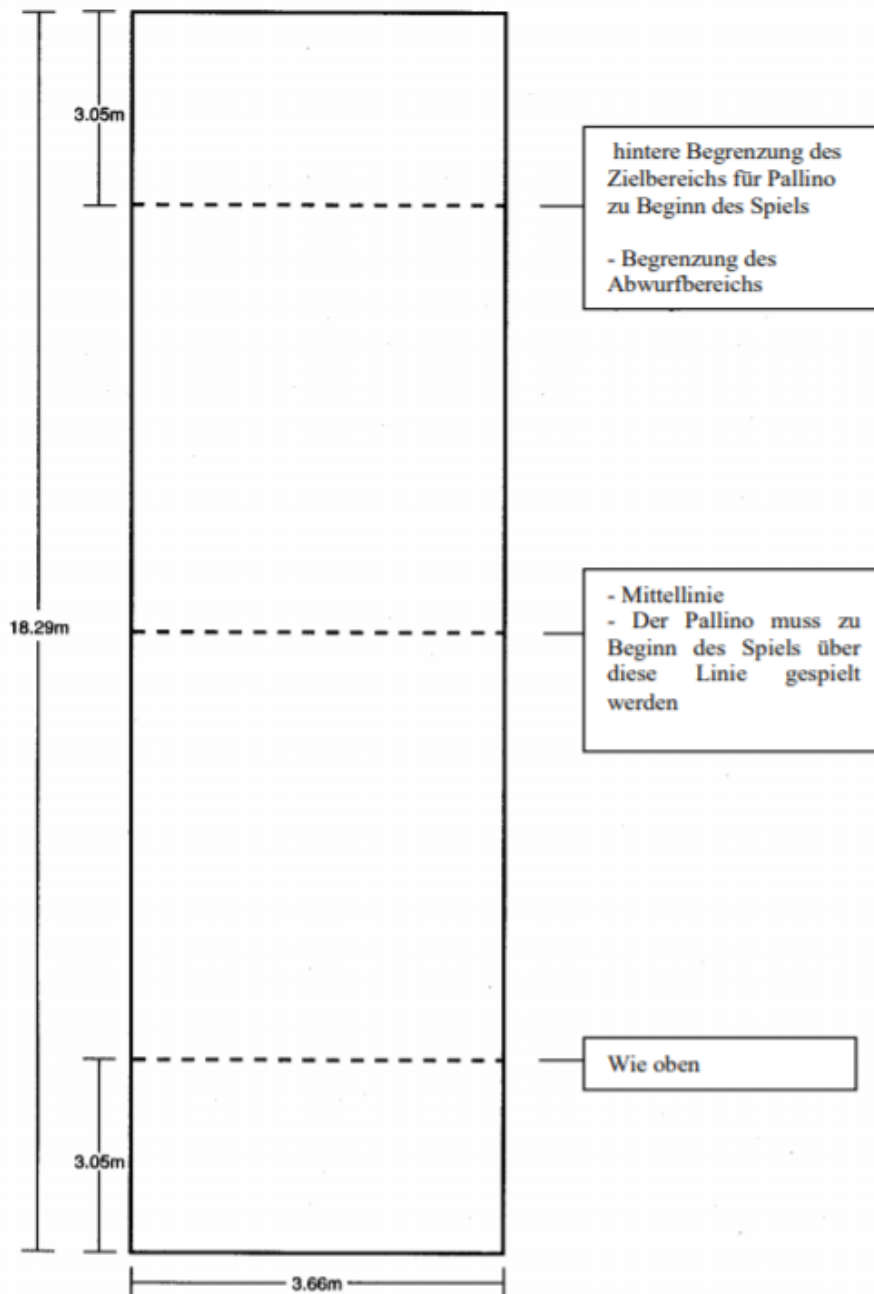 3.05m
hintere Begrenzung des
Zielbereichs für Pallino
zu Beginn des Spiels
- Begrenzung des
Abwurfbereichs
18.29m
- Mittellinie
- Der Pallino muss zu
Beginn des Spiels über
diese Linie gespielt
werden
Wie oben
3.05m
3.66m